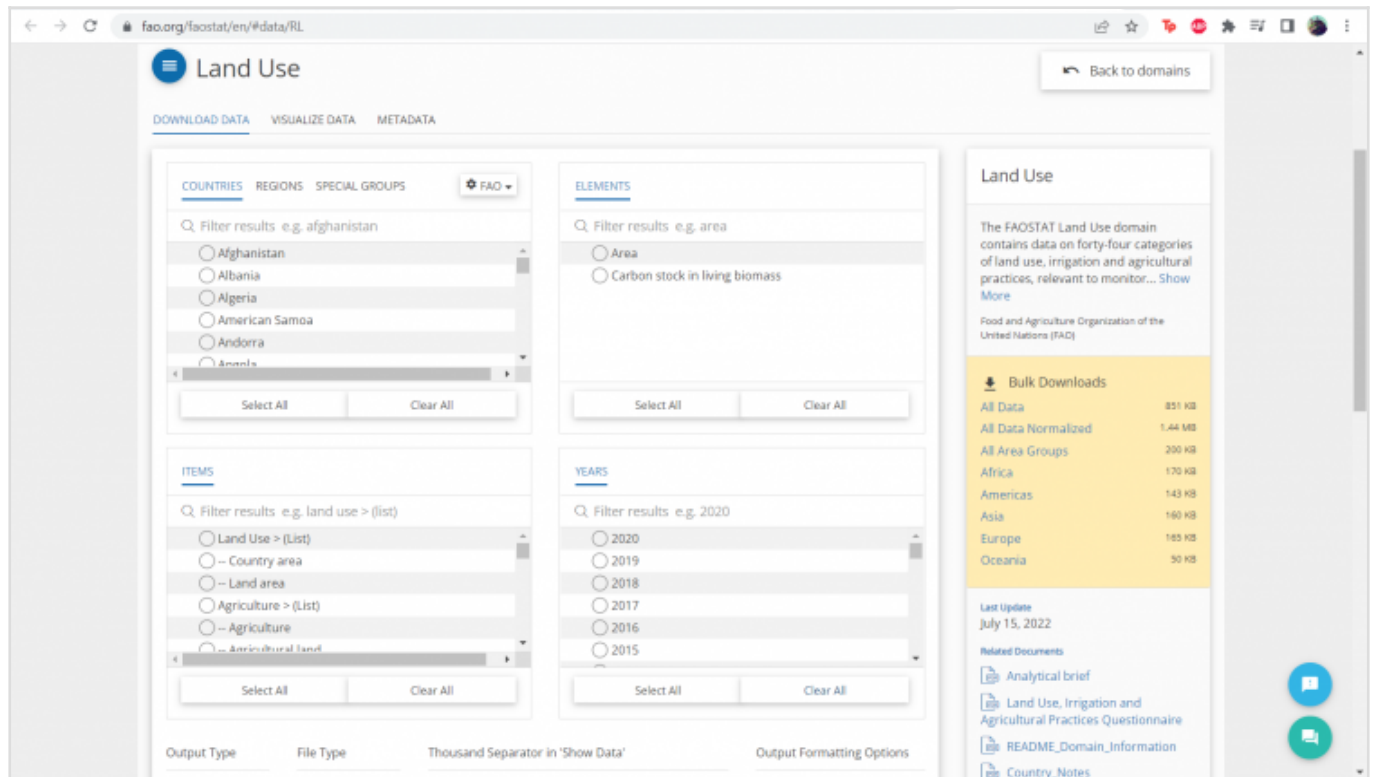 fao.org/faostat/en/#data/RL
Land Use
Back to domains
DOWNLOAD DATA VISUALIZE DATA METADATA
COUNTRIES REGIONS SPECIAL GROUPS FAO
Filter results e.g. afghanistan
Afghanistan
Albania
Algeria
American Samoa
Andorra
Angola
Select All Clear All
ELEMENTS
Filter results e.g. area
Area
Carbon stock in living biomass
Select All Clear All
ITEMS
Filter results e.g. land use > (list)
Land Use > (List)
-- Country area
-- Land area
Agriculture > (List)
-- Agriculture
-- Agricultural land
Select All Clear All
YEARS
Filter results e.g. 2020
2020
2019
2018
2017
2016
2015
Select All Clear All
Output Type File Type Thousand Separator in 'Show Data' Output Formatting Options
Land Use
The FAOSTAT Land Use domain
contains data on forty-four categories
of land use, irrigation and agricultural
practices, relevant to monitor... Show
More
Food and Agriculture Organization of the
United Nations (FAO)
Bulk Downloads
All Data 851 KB
All Data Normalized 1.44 MB
All Area Groups 200 KB
Africa 170 KB
Americas 143 KB
Asia 160 KB
Europe 165 KB
Oceania 50 KB
Last Update
July 15, 2022
Related Documents
Analytical brief
Land Use, Irrigation and
Agricultural Practices Questionnaire
README_Domain_Information
Country_Notes